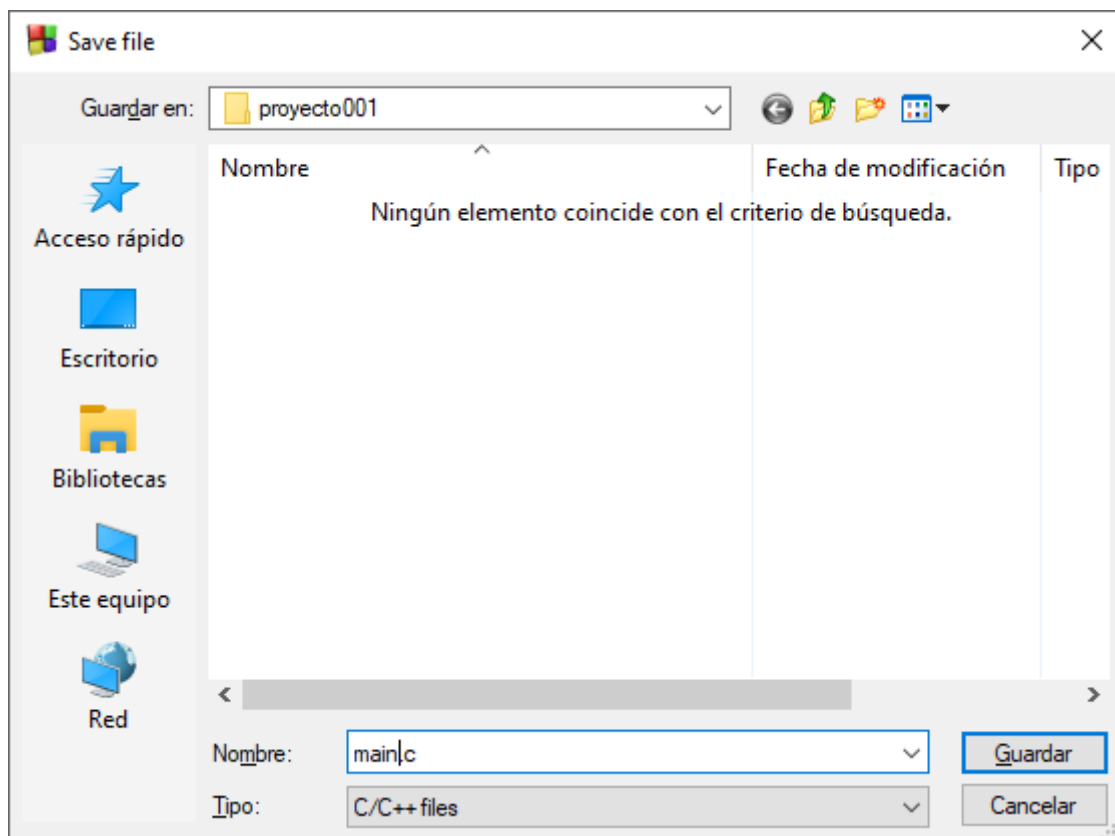 Save file
Guardar en: proyecto001
Nombre Fecha de modificación Tipo
Ningún elemento coincide con el criterio de búsqueda.
Acceso rápido
Escritorio
Bibliotecas
Este equipo
Red
Nombre: main.c Guardar
Tipo: C/C++ files Cancelar